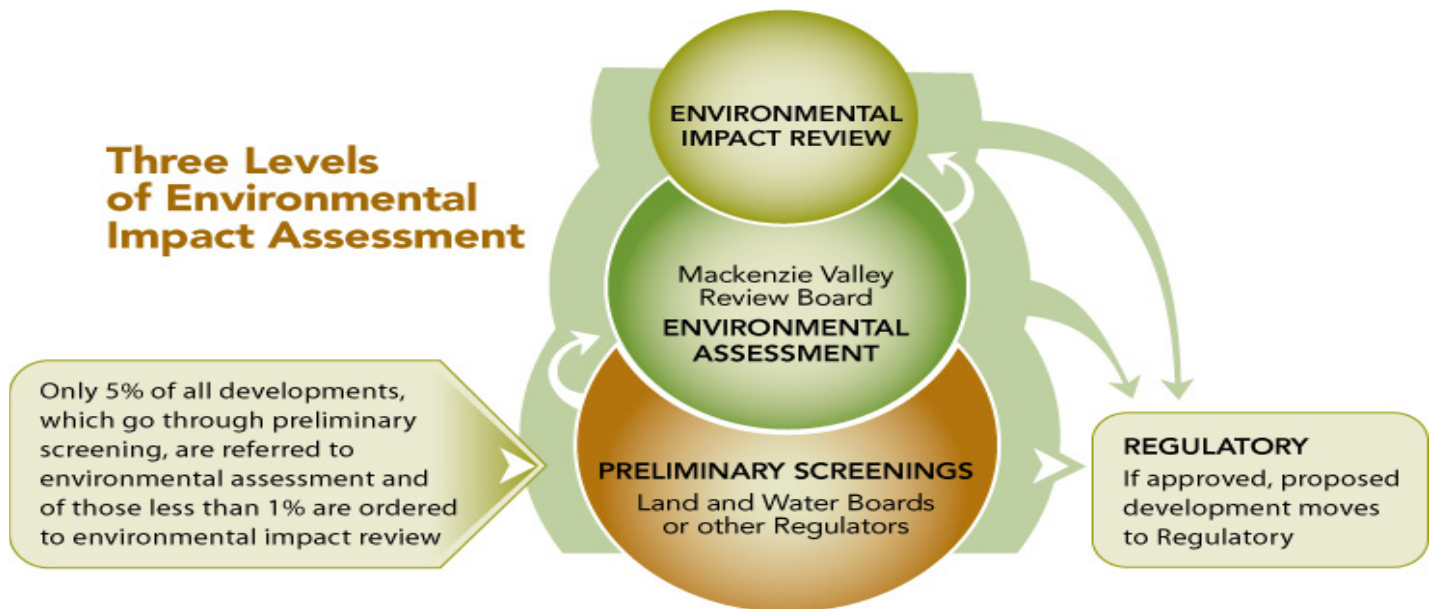 Three Levels
of Environmental
Impact Assessment
ENVIRONMENTAL
IMPACT REVIEW
Mackenzie Valley
Review Board
ENVIRONMENTAL
ASSESSMENT
PRELIMINARY SCREENINGS
Land and Water Boards
or other Regulators
Only 5% of all developments,
which go through preliminary
screening, are referred to
environmental assessment and
of those less than 1% are ordered
to environmental impact review
REGULATORY
If approved, proposed
development moves
to Regulatory